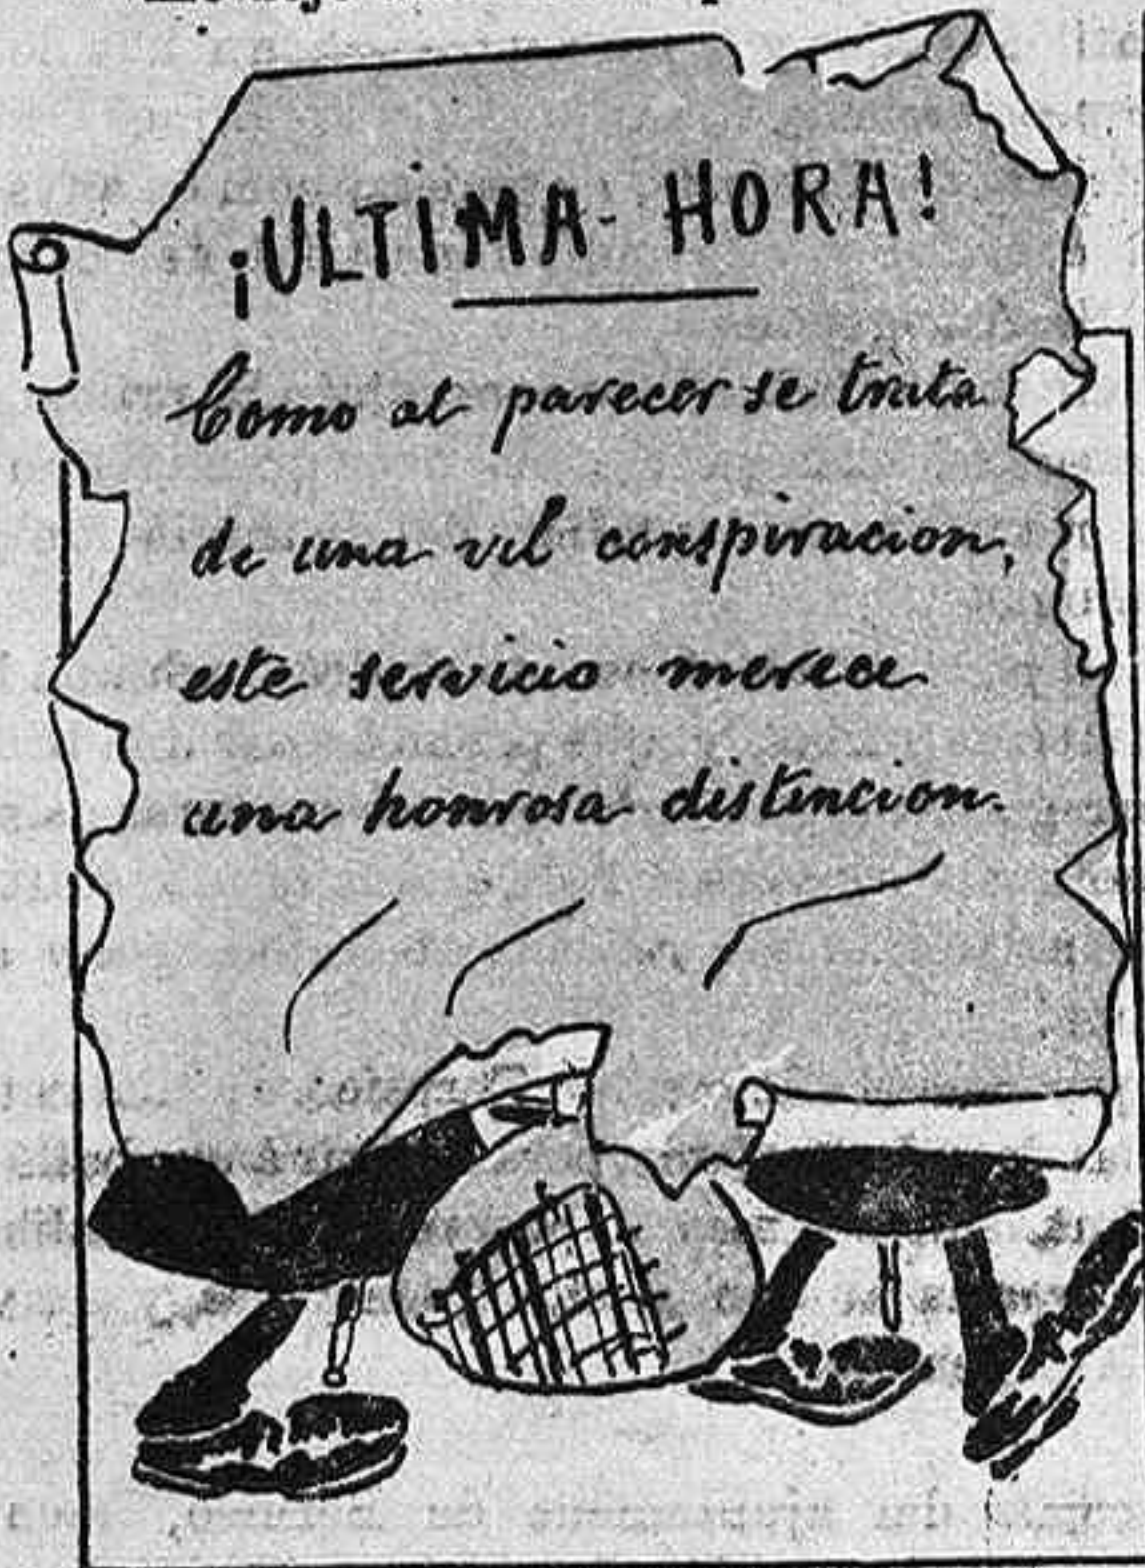 ¡ULTIMA HORA!
Como al parecer se trata
de una vil conspiracion,
este servicio merece
una honrosa distincion.